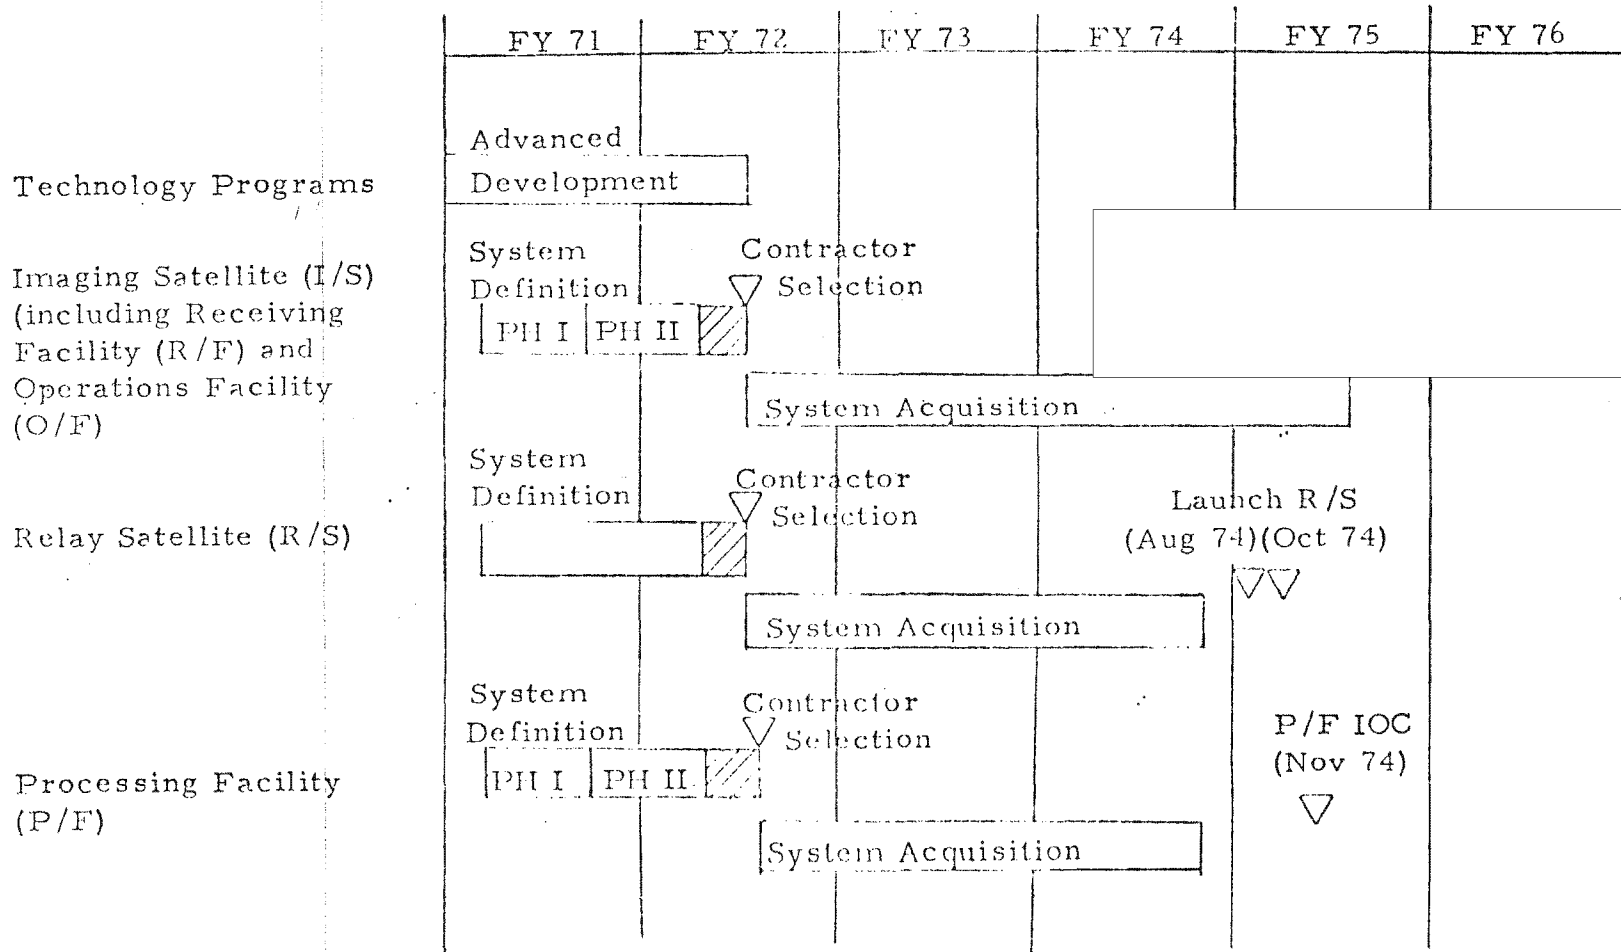 FY 71 FY 72 FY 73 FY 74 FY 75 FY 76
Advanced
Technology Programs Development
System Contractor
Imaging Satellite (I/S) Definition Selection
(including Receiving PH I PH II
Facility (R/F) and
Operations Facility
(O/F) System Acquisition
System
Definition Contractor
Selection
Launch R/S
(Aug 74)(Oct 74)
Relay Satellite (R/S)
System Acquisition
System Contractor
Definition Selection
P/F IOC
(Nov 74)
Processing Facility PH I PH II
(P/F)
System Acquisition